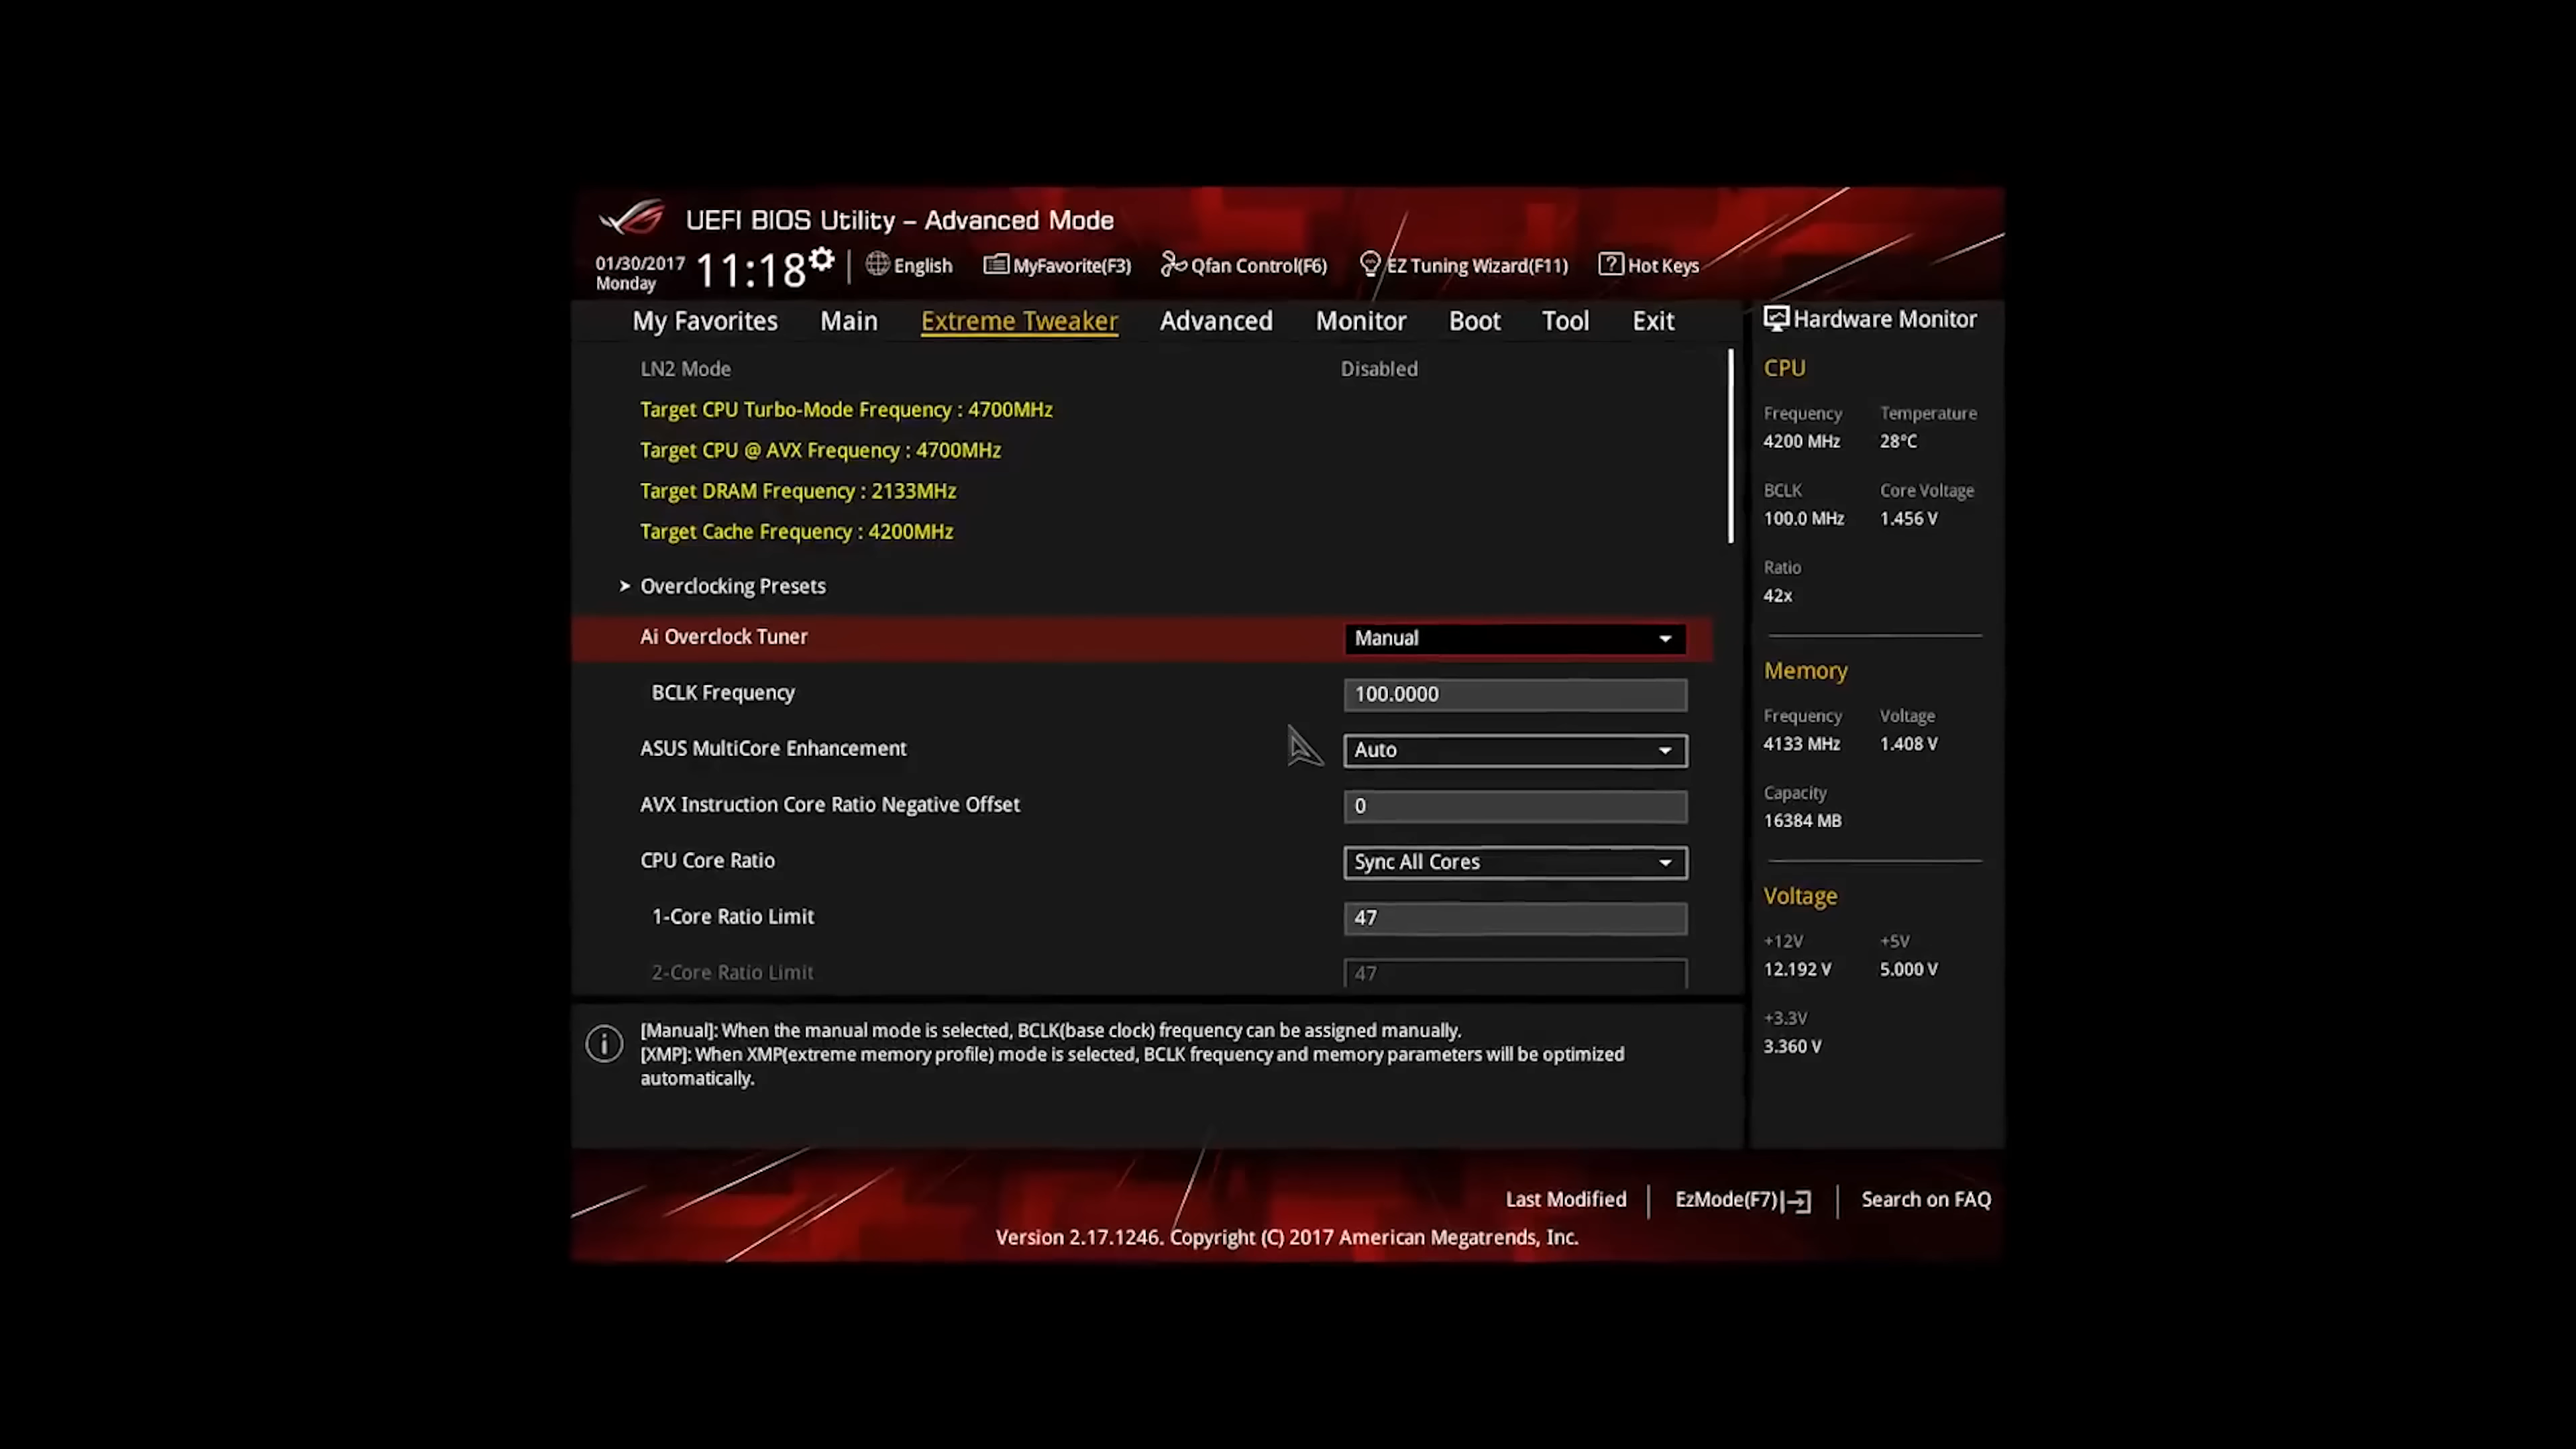 UEFI BIOS Utility – Advanced Mode
01/30/2017
Monday
11:18
English
MyFavorite(F3)
Qfan Control(F6)
EZ Tuning Wizard(F11)
? Hot Keys
My Favorites
Main
Extreme Tweaker
Advanced
Monitor
Boot
Tool
Exit
LN2 Mode Disabled
Target CPU Turbo-Mode Frequency : 4700MHz
Target CPU @ AVX Frequency : 4700MHz
Target DRAM Frequency : 2133MHz
Target Cache Frequency : 4200MHz
Overclocking Presets
Ai Overclock Tuner Manual
BCLK Frequency 100.0000
ASUS MultiCore Enhancement Auto
AVX Instruction Core Ratio Negative Offset 0
CPU Core Ratio Sync All Cores
1-Core Ratio Limit 47
2-Core Ratio Limit 47
[Manual]: When the manual mode is selected, BCLK(base clock) frequency can be assigned manually.
[XMP]: When XMP(extreme memory profile) mode is selected, BCLK frequency and memory parameters will be optimized
automatically.
Hardware Monitor
CPU
Frequency Temperature
4200 MHz 28°C
BCLK Core Voltage
100.0 MHz 1.456 V
Ratio
42x
Memory
Frequency Voltage
4133 MHz 1.408 V
Capacity
16384 MB
Voltage
+12V +5V
12.192 V 5.000 V
+3.3V
3.360 V
Last Modified
EzMode(F7)
Search on FAQ
Version 2.17.1246. Copyright (C) 2017 American Megatrends, Inc.